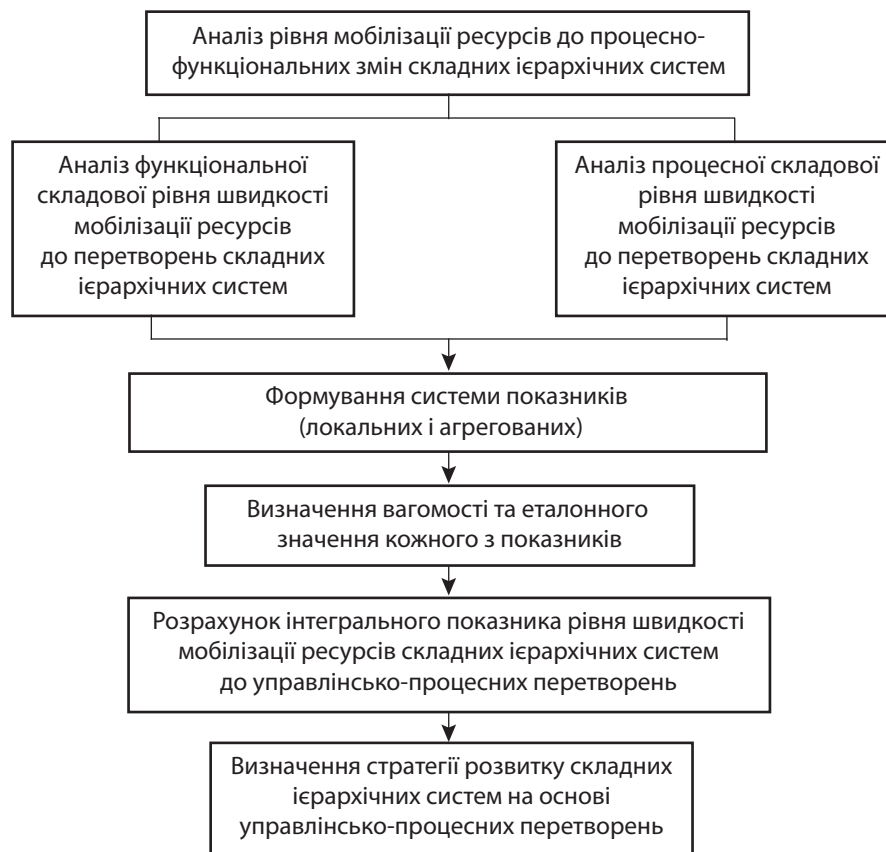 Аналіз рівня мобілізації ресурсів до процесно-
функціональних змін складних ієрархічних систем
Аналіз функціональної
складової рівня швидкості
мобілізації ресурсів
до перетворень складних
ієрархічних систем
Аналіз процесної складової
рівня швидкості
мобілізації ресурсів
до перетворень складних
ієрархічних систем
Формування системи показників
(локальних і агрегованих)
Визначення вагомості та еталонного
значення кожного з показників
Розрахунок інтегрального показника рівня швидкості
мобілізації ресурсів складних ієрархічних систем
до управлінсько-процесних перетворень
Визначення стратегії розвитку складних
ієрархічних систем на основі
управлінсько-процесних перетворень